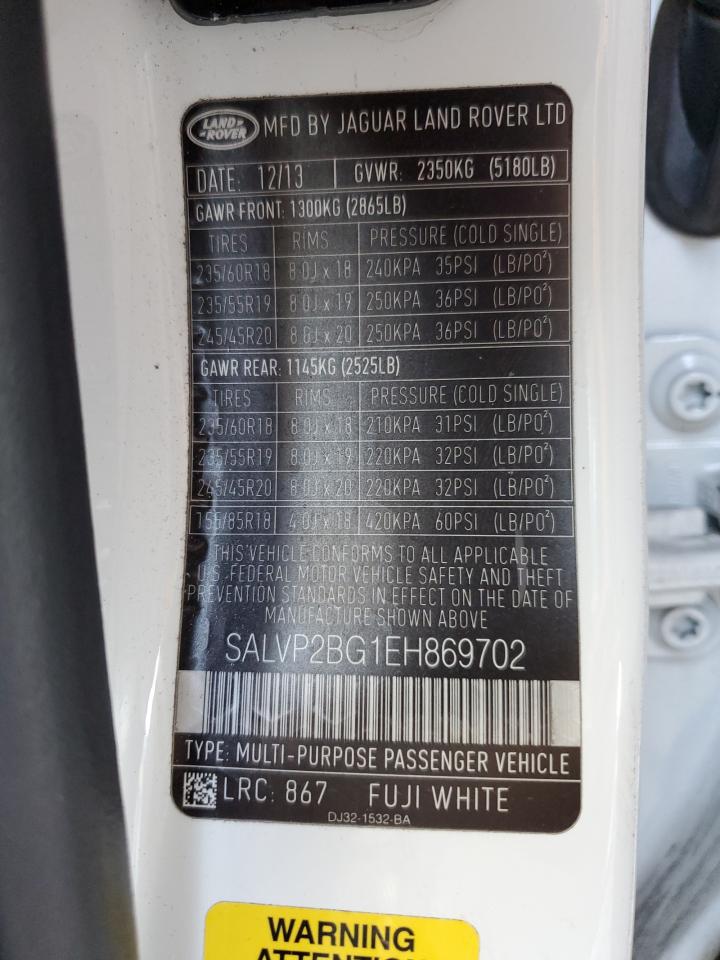 LAND ROVER MFD BY JAGUAR LAND ROVER LTD
DATE: 12/13 GVWR: 2350KG (5180LB)
GAWR FRONT: 1300KG (2865LB)
TIRES RIMS PRESSURE (COLD SINGLE)
235/60R18 8.0J x 18 240KPA 35PSI (LB/PO²)
235/55R19 8.0J x 19 250KPA 36PSI (LB/PO²)
245/45R20 8.0J x 20 250KPA 36PSI (LB/PO²)
GAWR REAR: 1145KG (2525LB)
TIRES RIMS PRESSURE (COLD SINGLE)
235/60R18 8.0J x 18 210KPA 31PSI (LB/PO²)
235/55R19 8.0J x 19 220KPA 32PSI (LB/PO²)
245/45R20 8.0J x 20 220KPA 32PSI (LB/PO²)
155/85R18 4.0J x 18 420KPA 60PSI (LB/PO²)
THIS VEHICLE CONFORMS TO ALL APPLICABLE
U.S. FEDERAL MOTOR VEHICLE SAFETY AND THEFT
PREVENTION STANDARDS IN EFFECT ON THE DATE OF
MANUFACTURE SHOWN ABOVE
SALVP2BG1EH869702
TYPE: MULTI-PURPOSE PASSENGER VEHICLE
LRC: 867 FUJI WHITE
DJ32-1532-BA
WARNING
ATTENTION